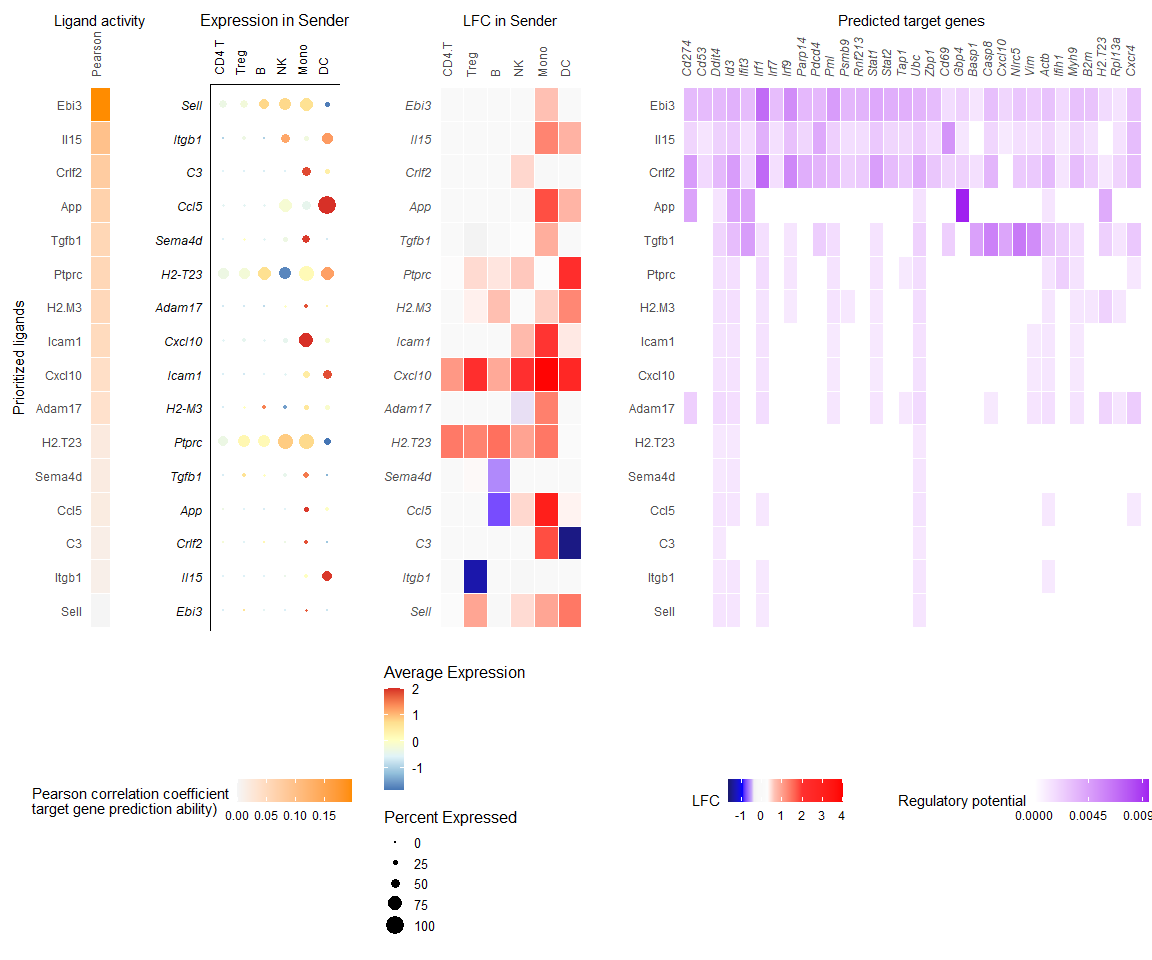 Ligand activity
Expression in Sender
LFC in Sender
Predicted target genes
Pearson
CD4 T
Treg
B
NK
Mono
DC
CD4.T
Treg
B
NK
Mono
DC
Cd274
Cd53
Ddit4
Id3
Ifit3
Irf1
Irf7
Irf9
Parp14
Pdcd4
Pml
Psmb9
Rnf213
Stat1
Stat2
Tap1
Ubc
Zbp1
Cd69
Gbp4
Basp1
Casp8
Cxcl10
Nlrc5
Vim
Actb
Ifih1
Myh9
B2m
H2.T23
Rpl13a
Cxcr4
Prioritized ligands
Ebi3 Sell Ebi3 Ebi3
Il15 Itgb1 Il15 Il15
Crlf2 C3 Crlf2 Crlf2
App Ccl5 App App
Tgfb1 Sema4d Tgfb1 Tgfb1
Ptprc H2-T23 Ptprc Ptprc
H2.M3 Adam17 H2.M3 H2.M3
Icam1 Cxcl10 Icam1 Icam1
Cxcl10 Icam1 Cxcl10 Cxcl10
Adam17 H2-M3 Adam17 Adam17
H2.T23 Ptprc H2.T23 H2.T23
Sema4d Tgfb1 Sema4d Sema4d
Ccl5 App Ccl5 Ccl5
C3 Crlf2 C3 C3
Itgb1 Il15 Itgb1 Itgb1
Sell Ebi3 Sell Sell
Average Expression
2
1
0
-1
Pearson correlation coefficient
target gene prediction ability)
0.00 0.05 0.10 0.15
Percent Expressed
0
25
50
75
100
LFC
-1 0 1 2 3 4
Regulatory potential
0.0000 0.0045 0.009